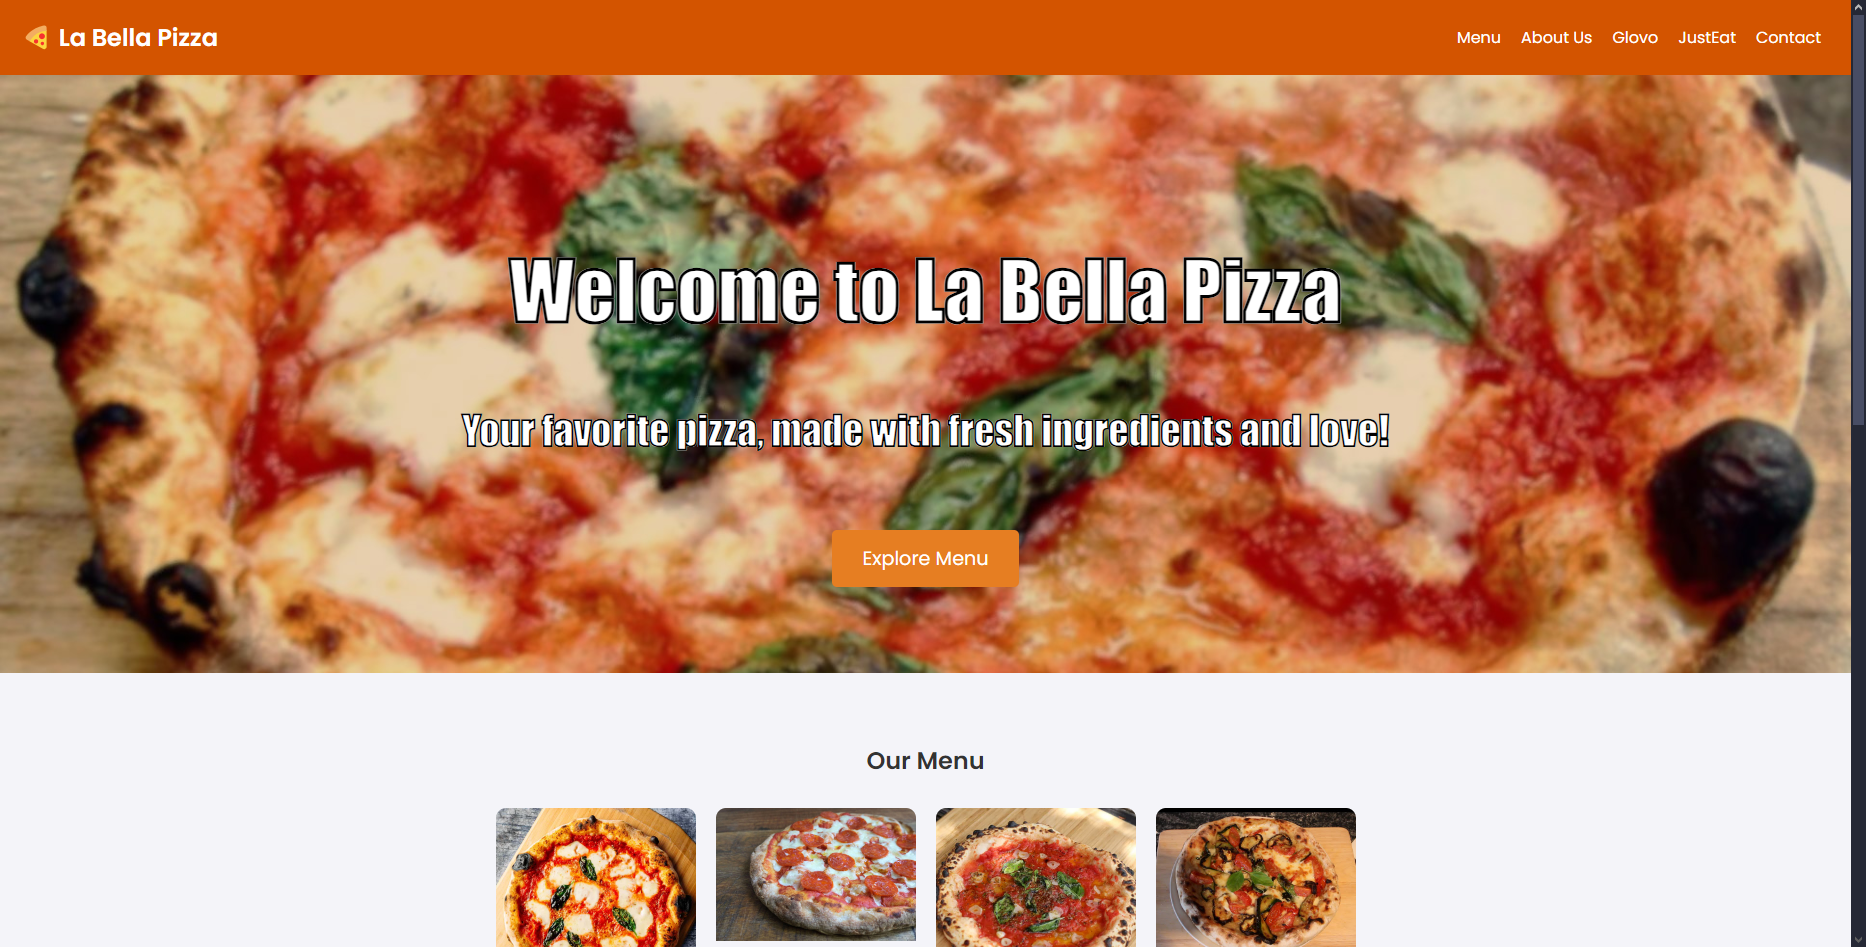 La Bella Pizza
Menu About Us Glovo JustEat Contact
Welcome to La Bella Pizza
Your favorite pizza, made with fresh ingredients and love!
Explore Menu
Our Menu